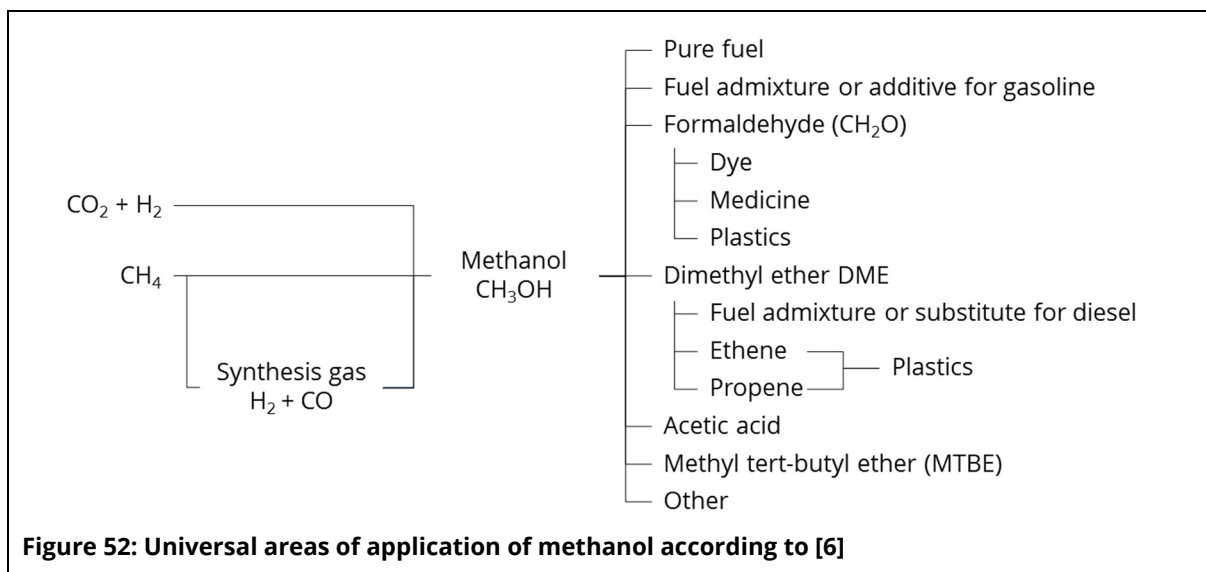 Pure fuel
Fuel admixture or additive for gasoline
Formaldehyde (CH₂O)
Dye
Medicine
Plastics
CO₂ + H₂
CH₄
Methanol
CH₃OH
Synthesis gas
H₂ + CO
Dimethyl ether DME
Fuel admixture or substitute for diesel
Ethene
Propene
Plastics
Acetic acid
Methyl tert-butyl ether (MTBE)
Other
Figure 52: Universal areas of application of methanol according to [6]